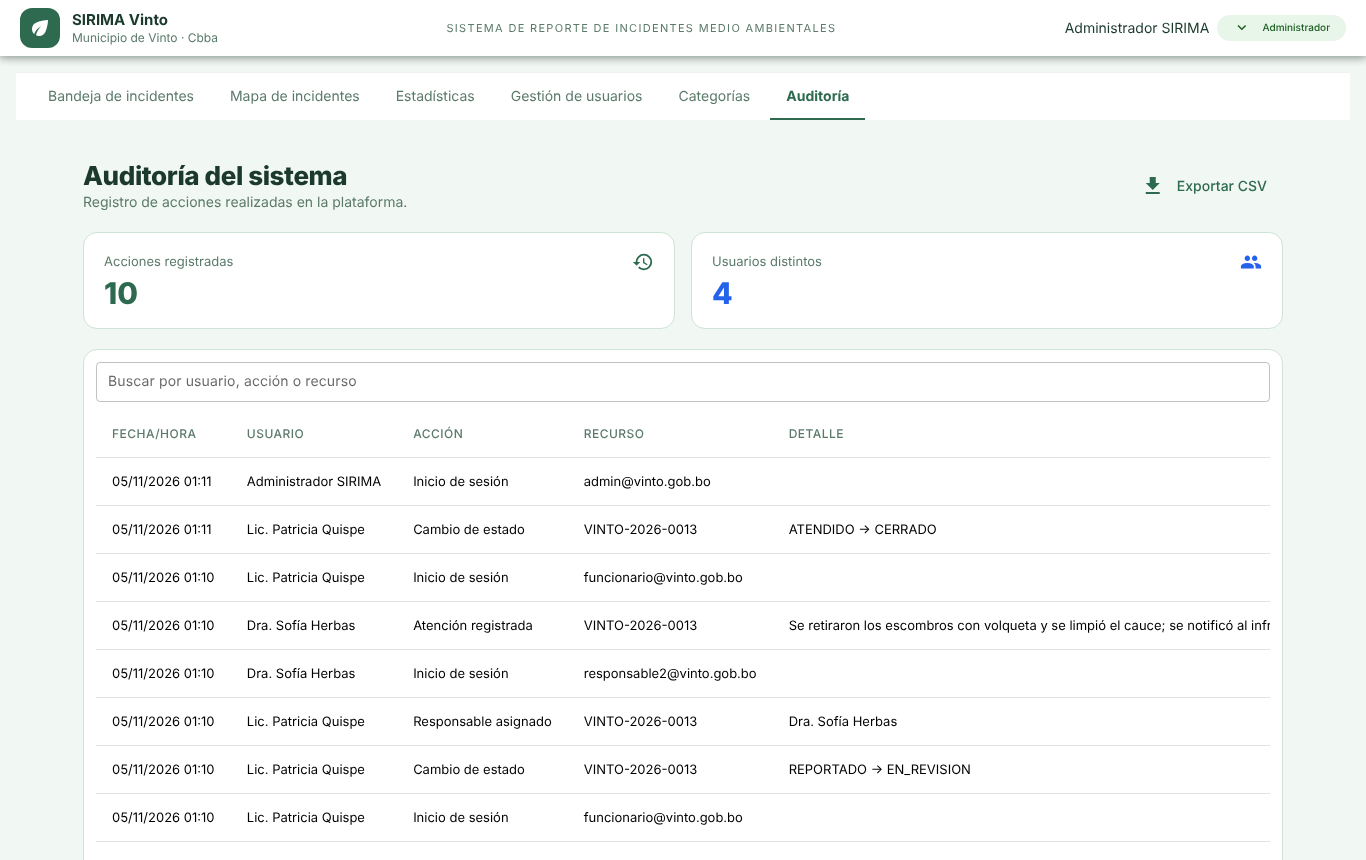 SIRIMA Vinto
Municipio de Vinto · Cbba
SISTEMA DE REPORTE DE INCIDENTES MEDIO AMBIENTALES
Administrador SIRIMA
Administrador
Bandeja de incidentes
Mapa de incidentes
Estadísticas
Gestión de usuarios
Categorías
Auditoría
Auditoría del sistema
Registro de acciones realizadas en la plataforma.
Exportar CSV
Acciones registradas
10
Usuarios distintos
4
Buscar por usuario, acción o recurso
FECHA/HORA USUARIO ACCIÓN RECURSO DETALLE
05/11/2026 01:11 Administrador SIRIMA Inicio de sesión admin@vinto.gob.bo
05/11/2026 01:11 Lic. Patricia Quispe Cambio de estado VINTO-2026-0013 ATENDIDO → CERRADO
05/11/2026 01:10 Lic. Patricia Quispe Inicio de sesión funcionario@vinto.gob.bo
05/11/2026 01:10 Dra. Sofía Herbas Atención registrada VINTO-2026-0013 Se retiraron los escombros con volqueta y se limpió el cauce; se notificó al
05/11/2026 01:10 Dra. Sofía Herbas Inicio de sesión responsable2@vinto.gob.bo
05/11/2026 01:10 Lic. Patricia Quispe Responsable asignado VINTO-2026-0013 Dra. Sofía Herbas
05/11/2026 01:10 Lic. Patricia Quispe Cambio de estado VINTO-2026-0013 REPORTADO → EN_REVISION
05/11/2026 01:10 Lic. Patricia Quispe Inicio de sesión funcionario@vinto.gob.bo